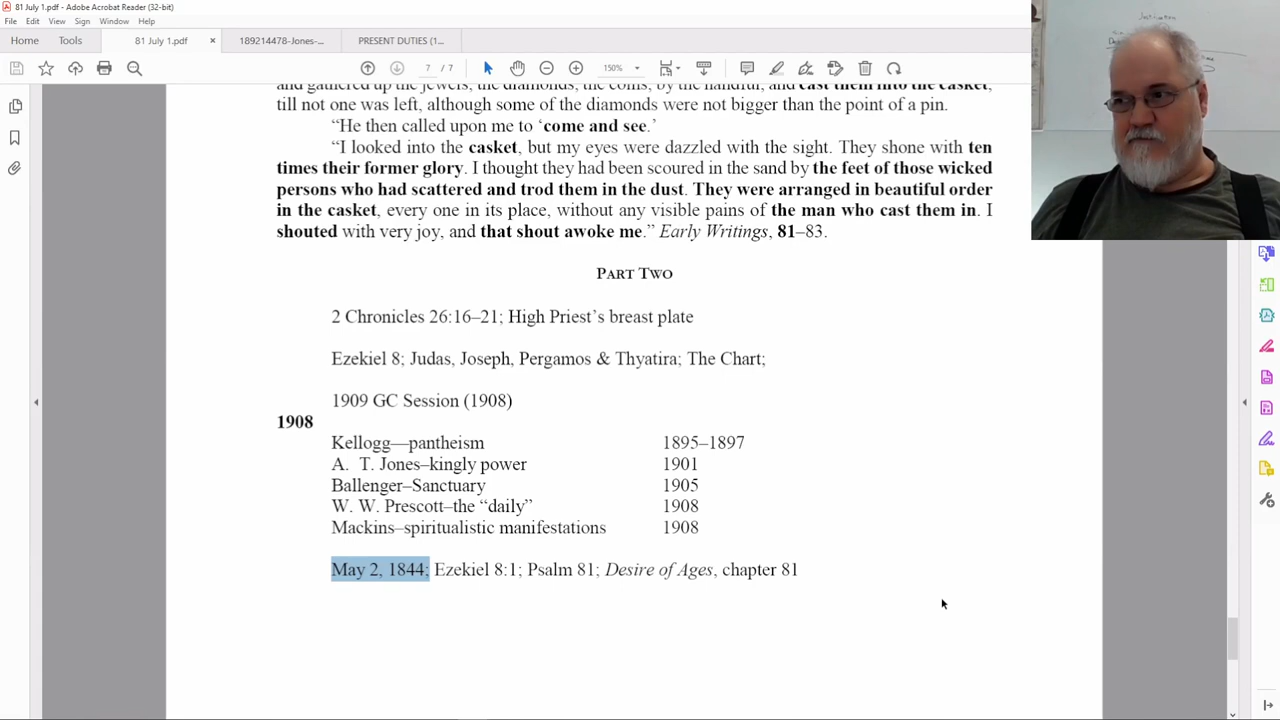 81 July 1.pdf - Adobe Acrobat Reader (32-bit)
File Edit View Sign Window Help
Home Tools 81 July 1.pdf × 189214478-Jones-... PRESENT DUTIES (1...
7 / 7 150%
and gathered up the jewels, the diamonds, the coins, by the handful, and cast them into the casket,
till not one was left, although some of the diamonds were not bigger than the point of a pin.
“He then called upon me to ‘come and see.’
“I looked into the casket, but my eyes were dazzled with the sight. They shone with ten
times their former glory. I thought they had been scoured in the sand by the feet of those wicked
persons who had scattered and trod them in the dust. They were arranged in beautiful order
in the casket, every one in its place, without any visible pains of the man who cast them in. I
shouted with very joy, and that shout awoke me.” Early Writings, 81–83.
PART TWO
2 Chronicles 26:16–21; High Priest’s breast plate
Ezekiel 8; Judas, Joseph, Pergamos & Thyatira; The Chart;
1909 GC Session (1908)
1908
Kellogg—pantheism 1895–1897
A. T. Jones–kingly power 1901
Ballenger–Sanctuary 1905
W. W. Prescott–the “daily” 1908
Mackins–spiritualistic manifestations 1908
May 2, 1844; Ezekiel 8:1; Psalm 81; Desire of Ages, chapter 81